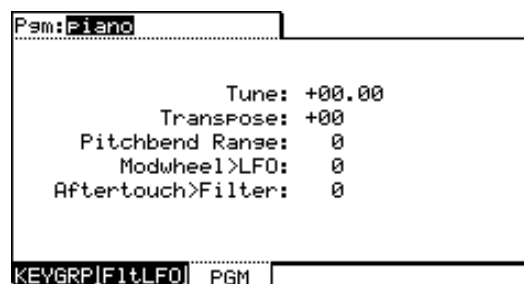 Pgm:piano
Tune: +00.00
Transpose: +00
Pitchbend Range: 0
Modwheel>LFO: 0
Aftertouch>Filter: 0
KEYGRP|FltLFO| PGM